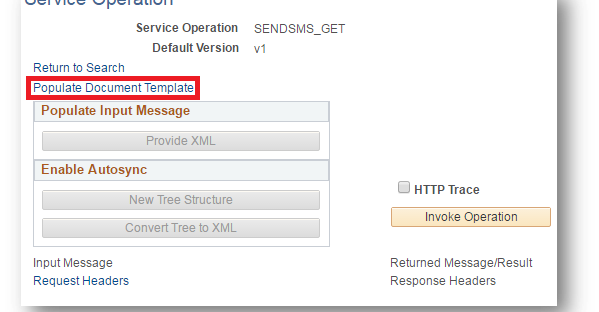 Service Operation
Service Operation SENDSMS_GET
Default Version v1
Return to Search
Populate Document Template
Populate Input Message
Provide XML
Enable Autosync
New Tree Structure
HTTP Trace
Invoke Operation
Convert Tree to XML
Input Message Returned Message/Result
Request Headers Response Headers